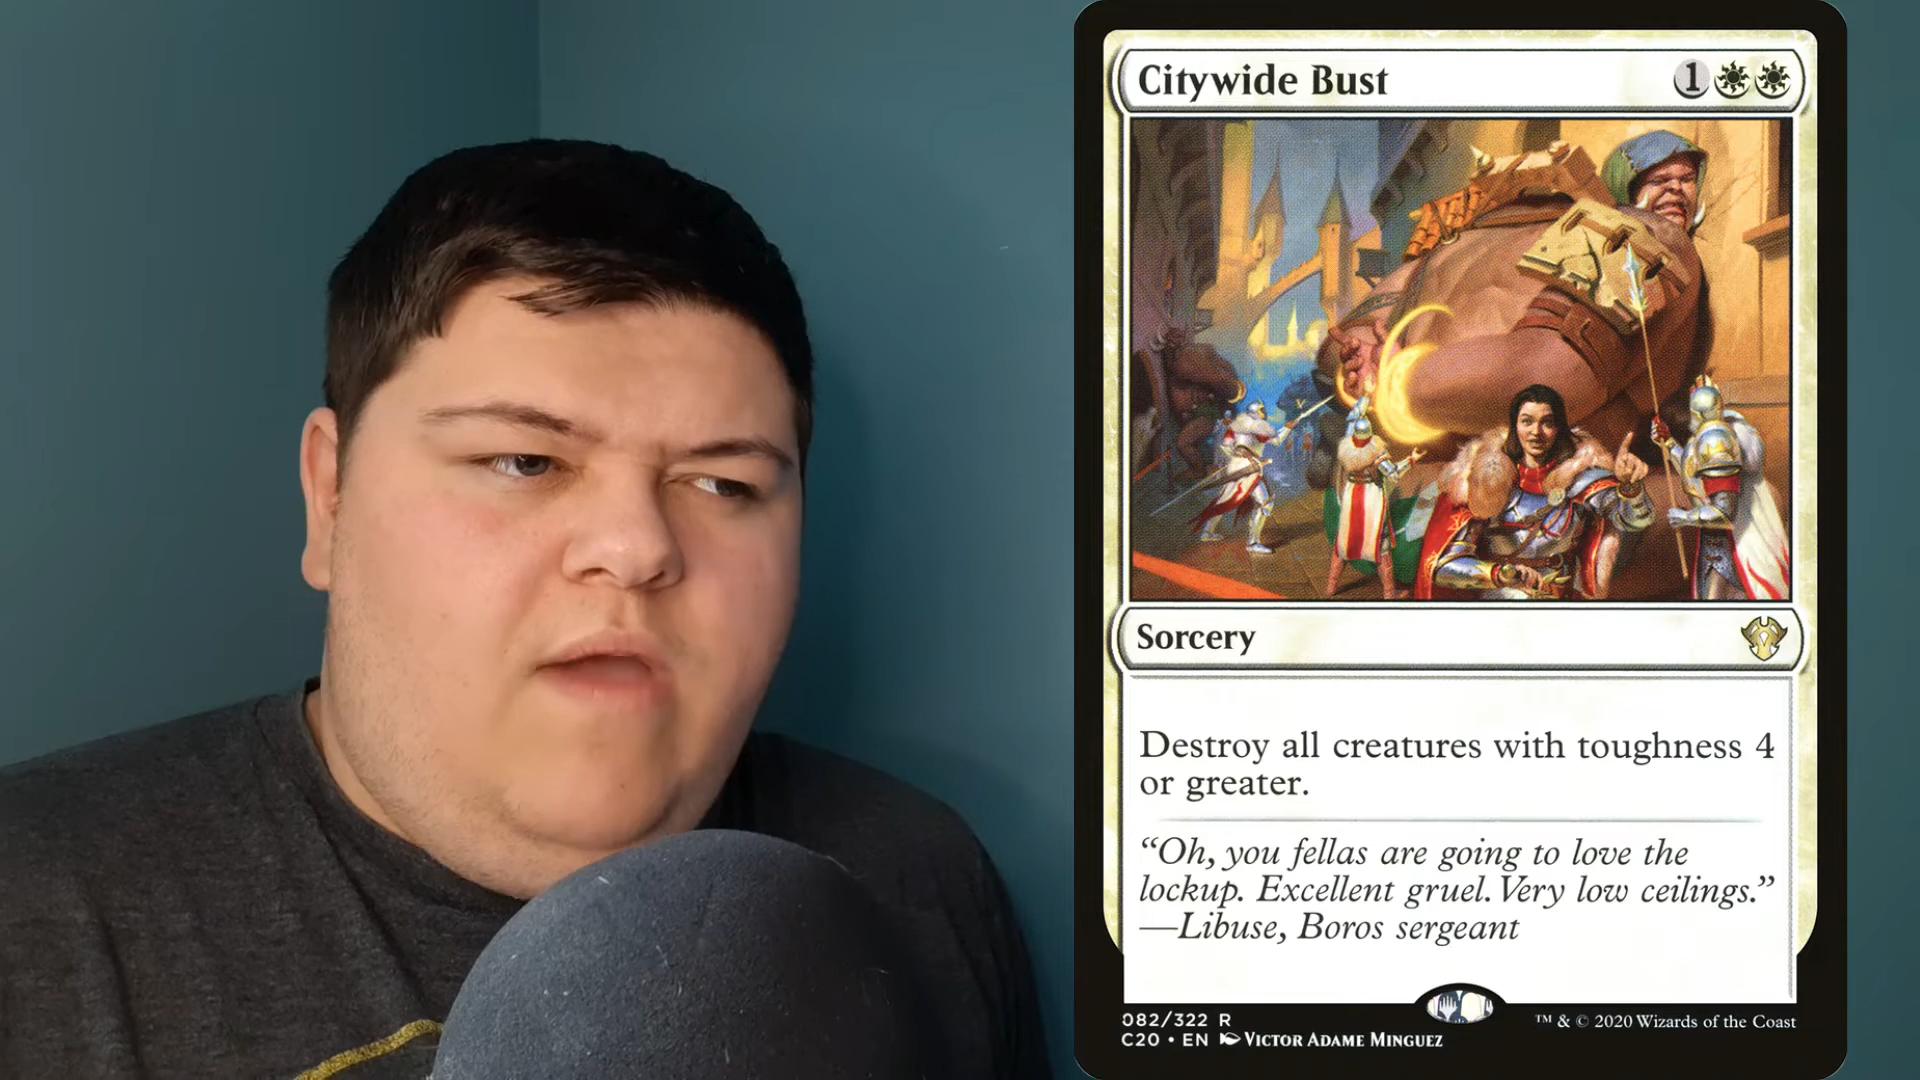 Citywide Bust 1
Sorcery
Destroy all creatures with toughness 4
or greater.
“Oh, you fellas are going to love the
lockup. Excellent gruel. Very low ceilings.”
—Libuse, Boros sergeant
082/322 R
C20 • EN VICTOR ADAME MINGUEZ
™ & © 2020 Wizards of the Coast